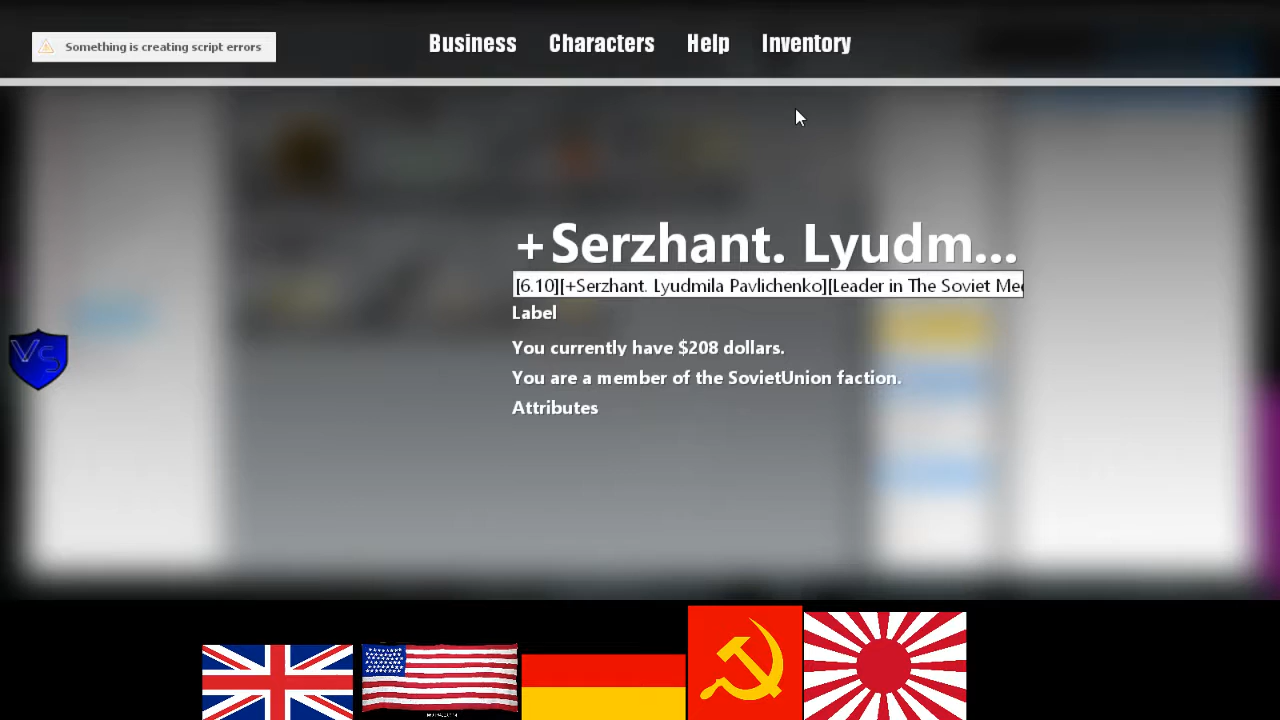 Something is creating script errors
Business Characters Help Inventory
+Serzhant. Lyudm...
[6.10][+Serzhant. Lyudmila Pavlichenko][Leader in The Soviet Me
Label
You currently have $208 dollars.
You are a member of the SovietUnion faction.
Attributes
VS